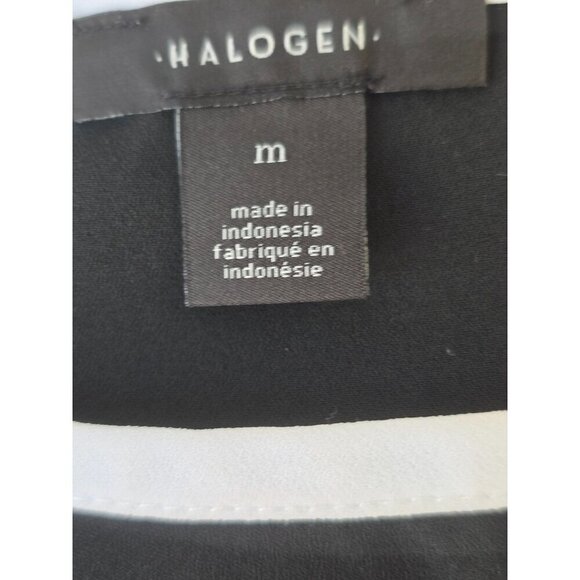 ·HALOGEN·
m
made in
indonesia
fabriqué en
indonésie